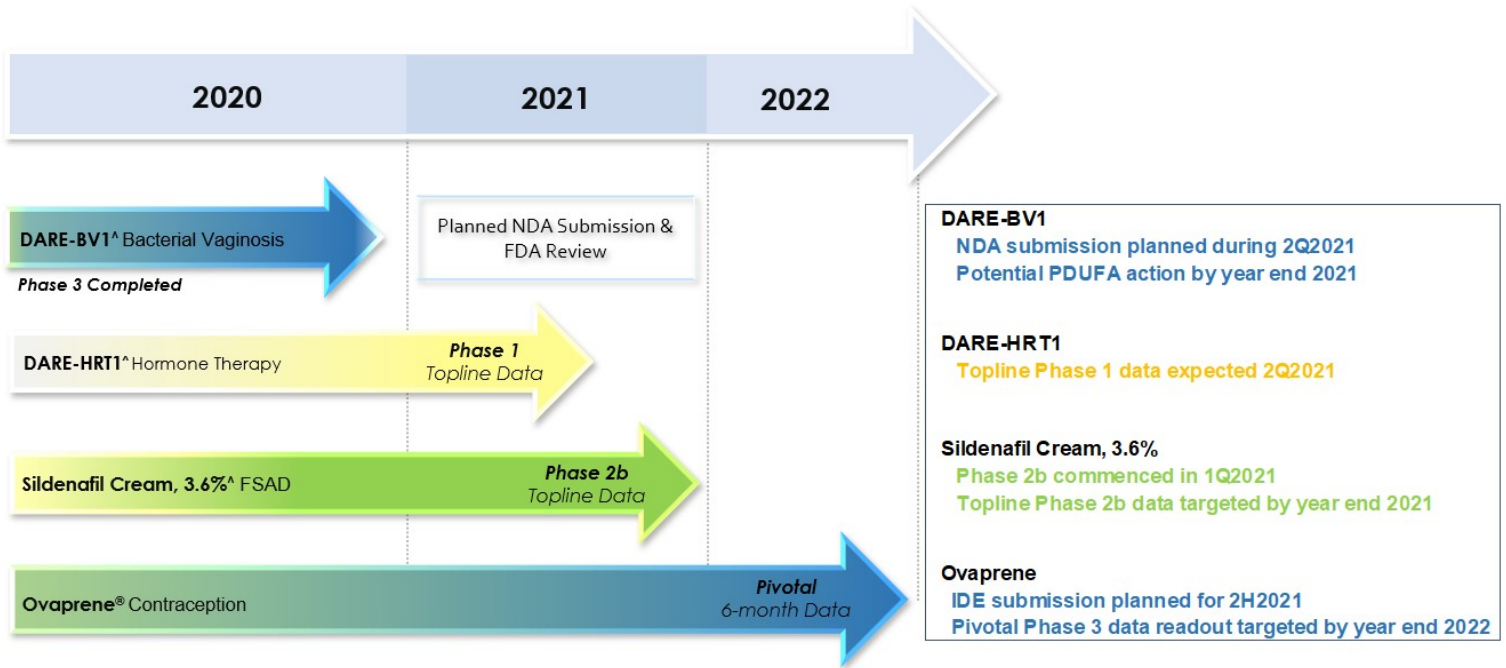 2020
2021
2022
DARE-BV1^ Bacterial Vaginosis
Phase 3 Completed
Planned NDA Submission &
FDA Review
DARE-HRT1^ Hormone Therapy
Phase 1
Topline Data
Sildenafil Cream, 3.6%^ FSAD
Phase 2b
Topline Data
Ovaprene® Contraception
Pivotal
6-month Data
DARE-BV1
NDA submission planned during 2Q2021
Potential PDUFA action by year end 2021
DARE-HRT1
Topline Phase 1 data expected 2Q2021
Sildenafil Cream, 3.6%
Phase 2b commenced in 1Q2021
Topline Phase 2b data targeted by year end 2021
Ovaprene
IDE submission planned for 2H2021
Pivotal Phase 3 data readout targeted by year end 2022